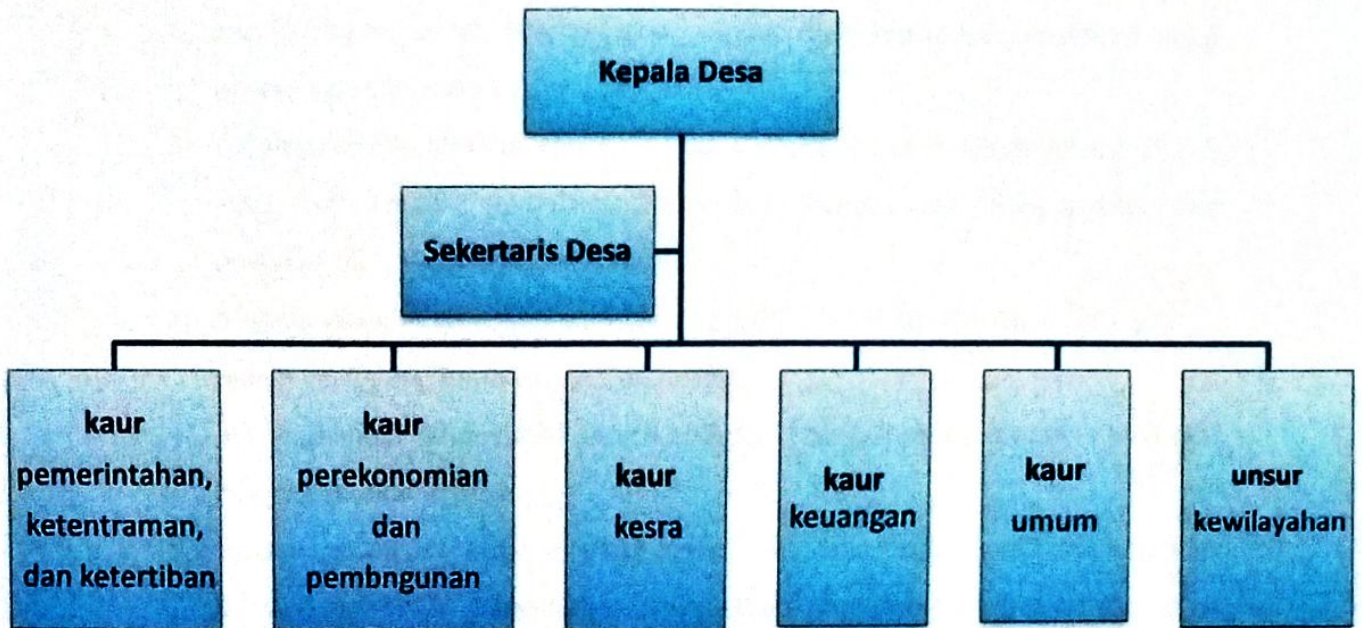 Kepala Desa
Sekertaris Desa
kaur
pemerintahan,
ketentraman,
dan ketertiban
kaur
perekonomian
dan
pembngunan
kaur
kesra
kaur
keuangan
kaur
umum
unsur
kewilayahan